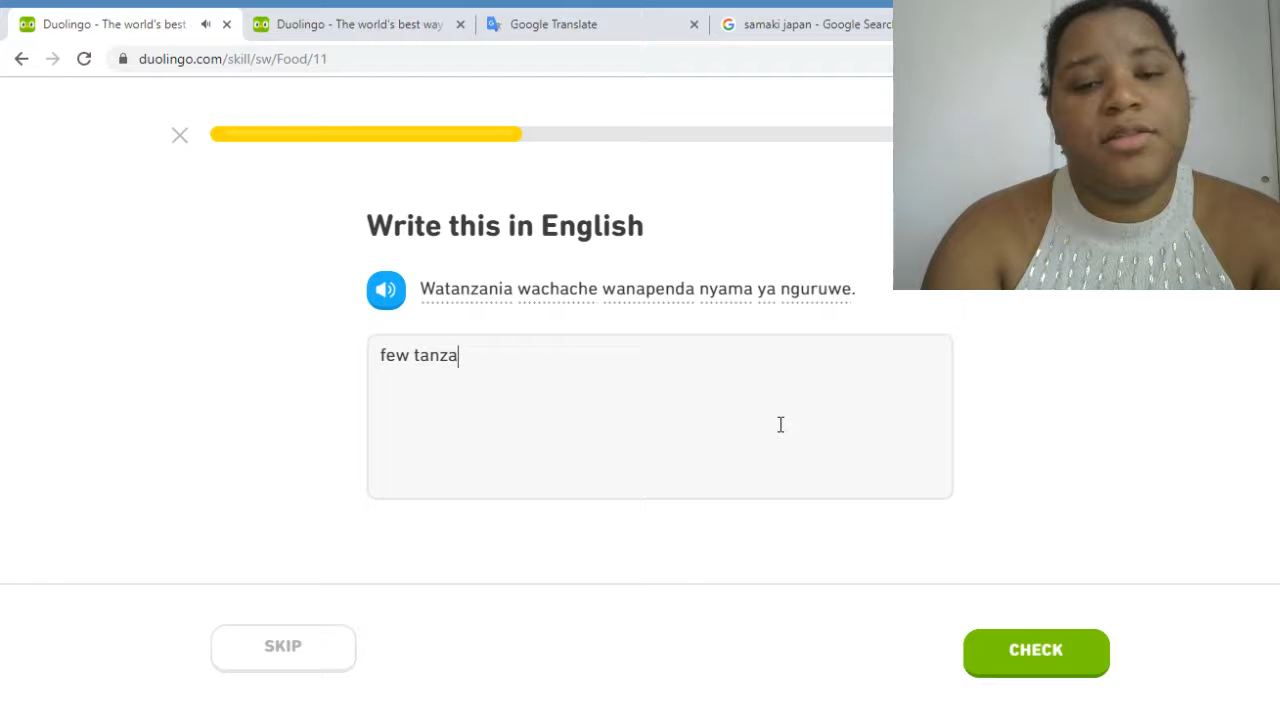 Duolingo - The world's best
Duolingo - The world's best way
Google Translate
samaki japan - Google Searc
duolingo.com/skill/sw/Food/11
Write this in English
Watanzania wachache wanapenda nyama ya nguruwe.
few tanza
SKIP
CHECK